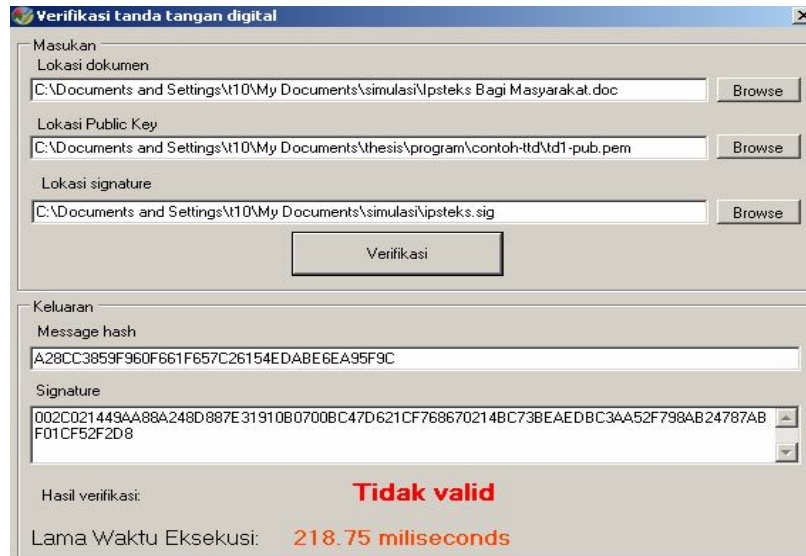 Verifikasi tanda tangan digital
Masukan
Lokasi dokumen
C:\Documents and Settings\t10\My Documents\simulasi\Ipsteks Bagi Masyarakat.doc
Browse
Lokasi Public Key
C:\Documents and Settings\t10\My Documents\thesis\program\contoh-ttd\td1-pub.pem
Browse
Lokasi signature
C:\Documents and Settings\t10\My Documents\simulasi\ipsteks.sig
Browse
Verifikasi
Keluaran
Message hash
A28CC3859F960F661F657C26154EDABE6EA95F9C
Signature
002C021449AA88A248D887E31910B0700BC47D621CF768670214BC73BEAEDBC3AA52F798AB24787AB
F01CF52F2D8
Hasil verifikasi:
Tidak valid
Lama Waktu Eksekusi: 218.75 miliseconds